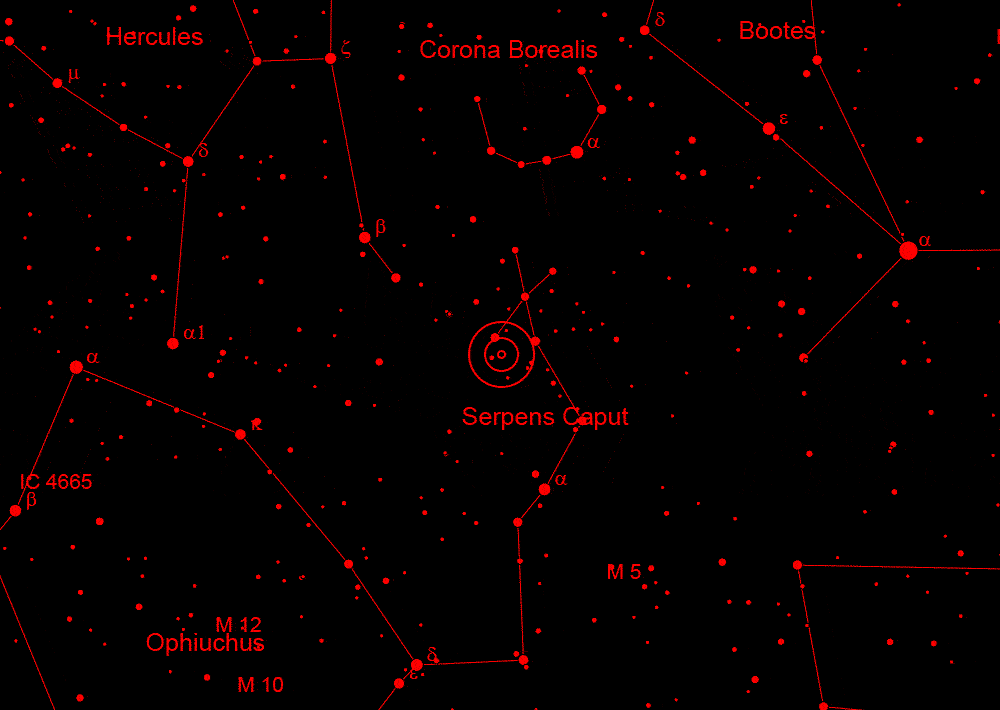 δ
Bootes
Hercules
ζ
Corona Borealis
μ
ε
δ
α
β
α
α1
α
Serpens Caput
κ
α
IC 4665
β
M 5
M 12
Ophiuchus
δ
ε
M 10